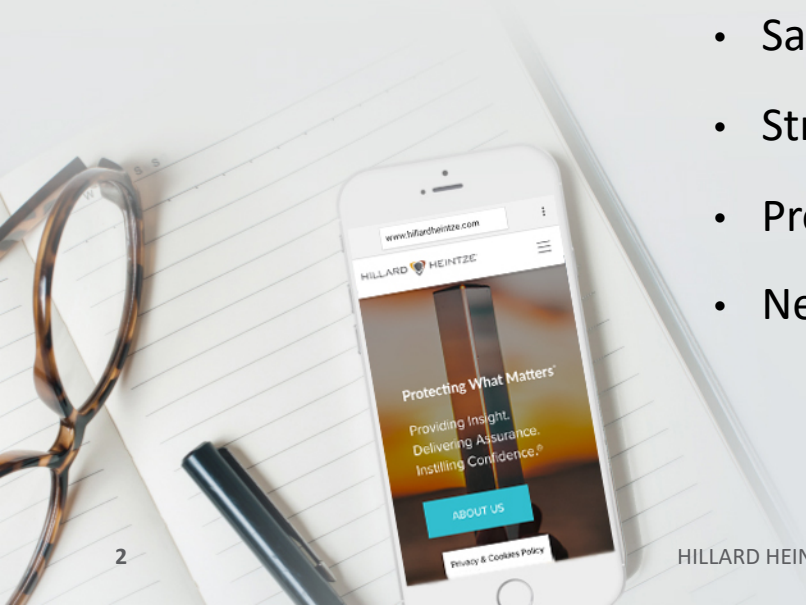 www.hillardheintze.com
HILLARD HEINTZE
Protecting What Matters®
Providing Insight.
Delivering Assurance.
Instilling Confidence.®
ABOUT US
Privacy & Cookies Policy
• Sa
• Str
• Pr
• Ne
2
HILLARD HEIN